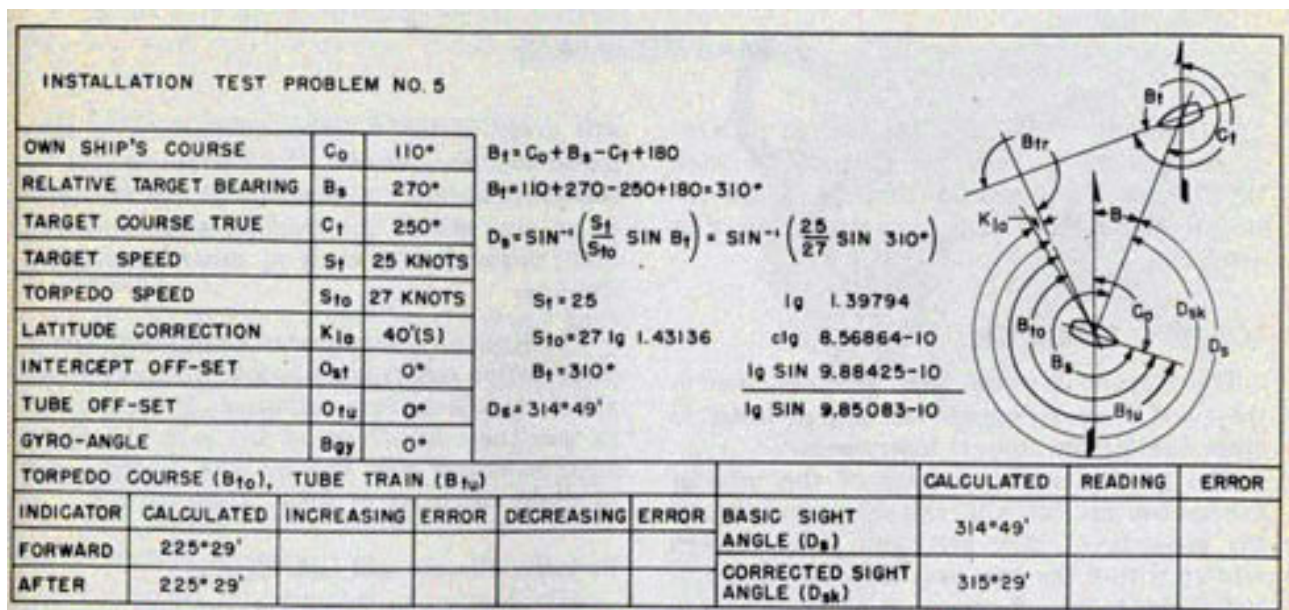 INSTALLATION TEST PROBLEM NO. 5
OWN SHIP'S COURSE Co 110°
RELATIVE TARGET BEARING Bs 270°
TARGET COURSE TRUE Ct 250°
TARGET SPEED St 25 KNOTS
TORPEDO SPEED Sto 27 KNOTS
LATITUDE CORRECTION Kla 40'(S)
INTERCEPT OFF-SET Ost 0°
TUBE OFF-SET Otu 0°
GYRO-ANGLE Bgy 0°
Bt=Co+Bs-Ct+180
Bt=110+270-250+180=310°
Ds=SIN⁻¹(St/Sto SIN Bt) = SIN⁻¹(25/27 SIN 310°)
St=25 lg 1.39794
Sto=27 lg 1.43136 clg 8.56864-10
Bt=310° lg SIN 9.88425-10
Ds=314°49' lg SIN 9.85083-10
Bt
Ct
Btr
Kla
B
Co
Dsk
Ds
Bto
Bs
Btu
TORPEDO COURSE (Bto), TUBE TRAIN (Btu)
INDICATOR CALCULATED INCREASING ERROR DECREASING ERROR
FORWARD 225°29'
AFTER 225°29'
CALCULATED READING ERROR
BASIC SIGHT
ANGLE (Ds) 314°49'
CORRECTED SIGHT
ANGLE (Dsk) 315°29'